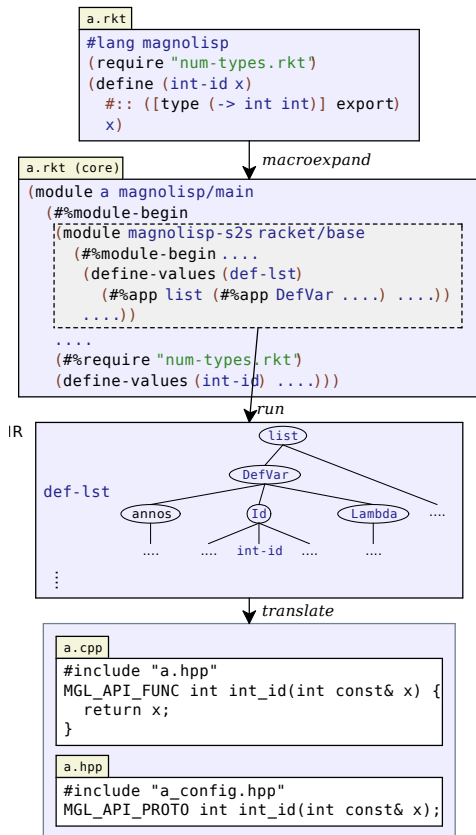 a.rkt
#lang magnolisp
(require "num-types.rkt")
(define (int-id x)
#:: ([type (-> int int)] export)
x)
macroexpand
a.rkt (core)
(module a magnolisp/main
(#%module-begin
(module magnolisp-s2s racket/base
(#%module-begin ....
(define-values (def-lst)
(#%app list (#%app DefVar ....) ....))
....))
....
(#%require "num-types.rkt")
(define-values (int-id) ....)))
run
IR
list
DefVar
def-lst
annos Id Lambda ....
.... .... int-id .... ....
....
translate
a.cpp
#include "a.hpp"
MGL_API_FUNC int int_id(int const& x) {
return x;
}
a.hpp
#include "a_config.hpp"
MGL_API_PROTO int int_id(int const& x);